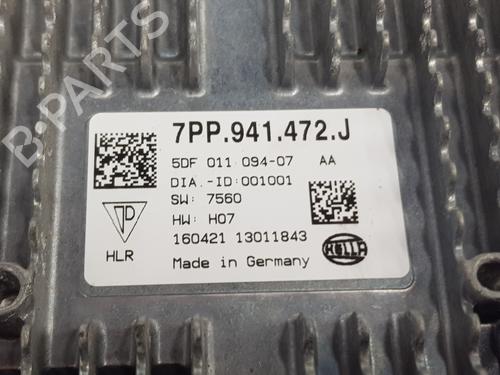 B-PARTS
7PP.941.472.J
5DF 011 094-07 AA
DIA.-ID:001001
SW: 7560
HW: H07
160421 13011843
HLR
Made in Germany
HELLA